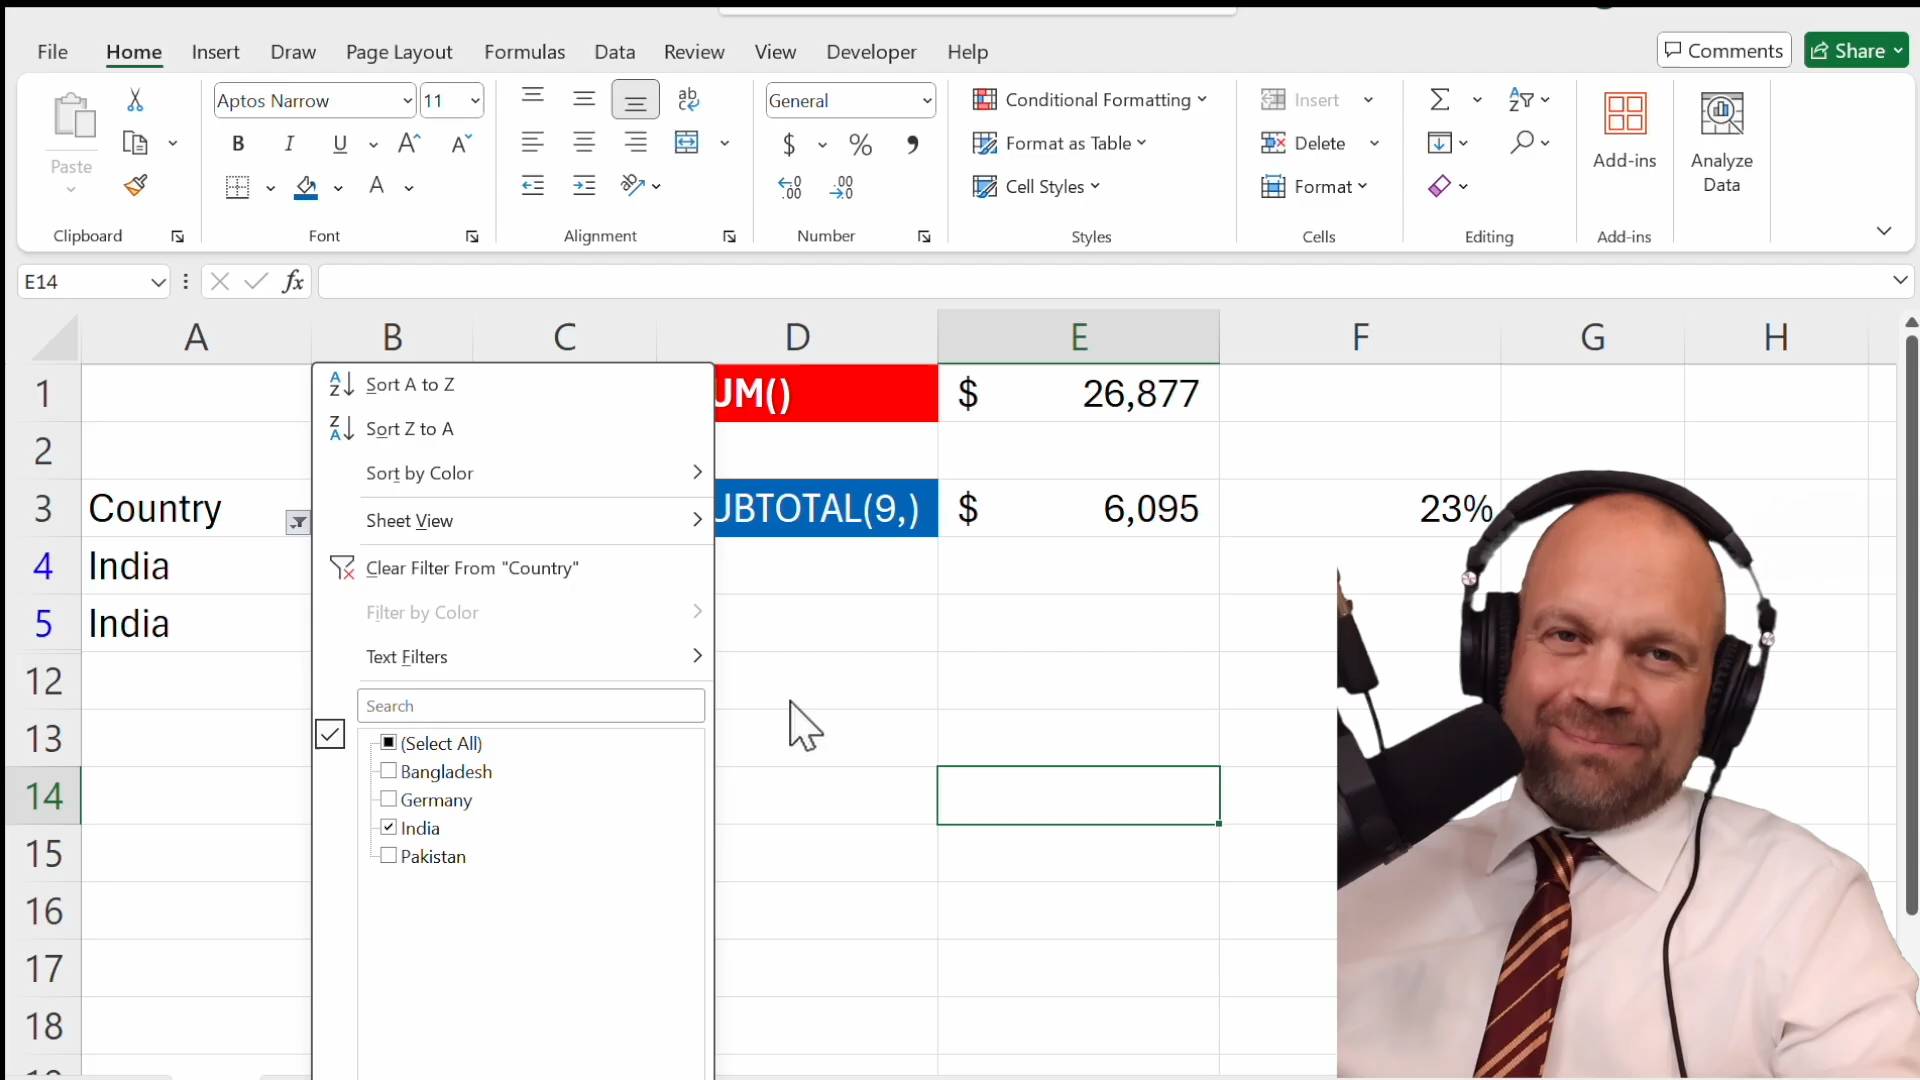 File Home Insert Draw Page Layout Formulas Data Review View Developer Help Comments Share
Aptos Narrow 11 General Conditional Formatting Insert
Paste B I U $ % Format as Table Delete Add-ins Analyze Data
A Cell Styles Format
Clipboard Font Alignment Number Styles Cells Editing Add-ins
E14 fx
A B C D E F G H
1 UM() $ 26,877
2
3 Country UBTOTAL(9,) $ 6,095 23%
4 India
5 India
12
13
14
15
16
17
18
Sort A to Z
Sort Z to A
Sort by Color
Sheet View
Clear Filter From "Country"
Filter by Color
Text Filters
Search
(Select All)
Bangladesh
Germany
India
Pakistan